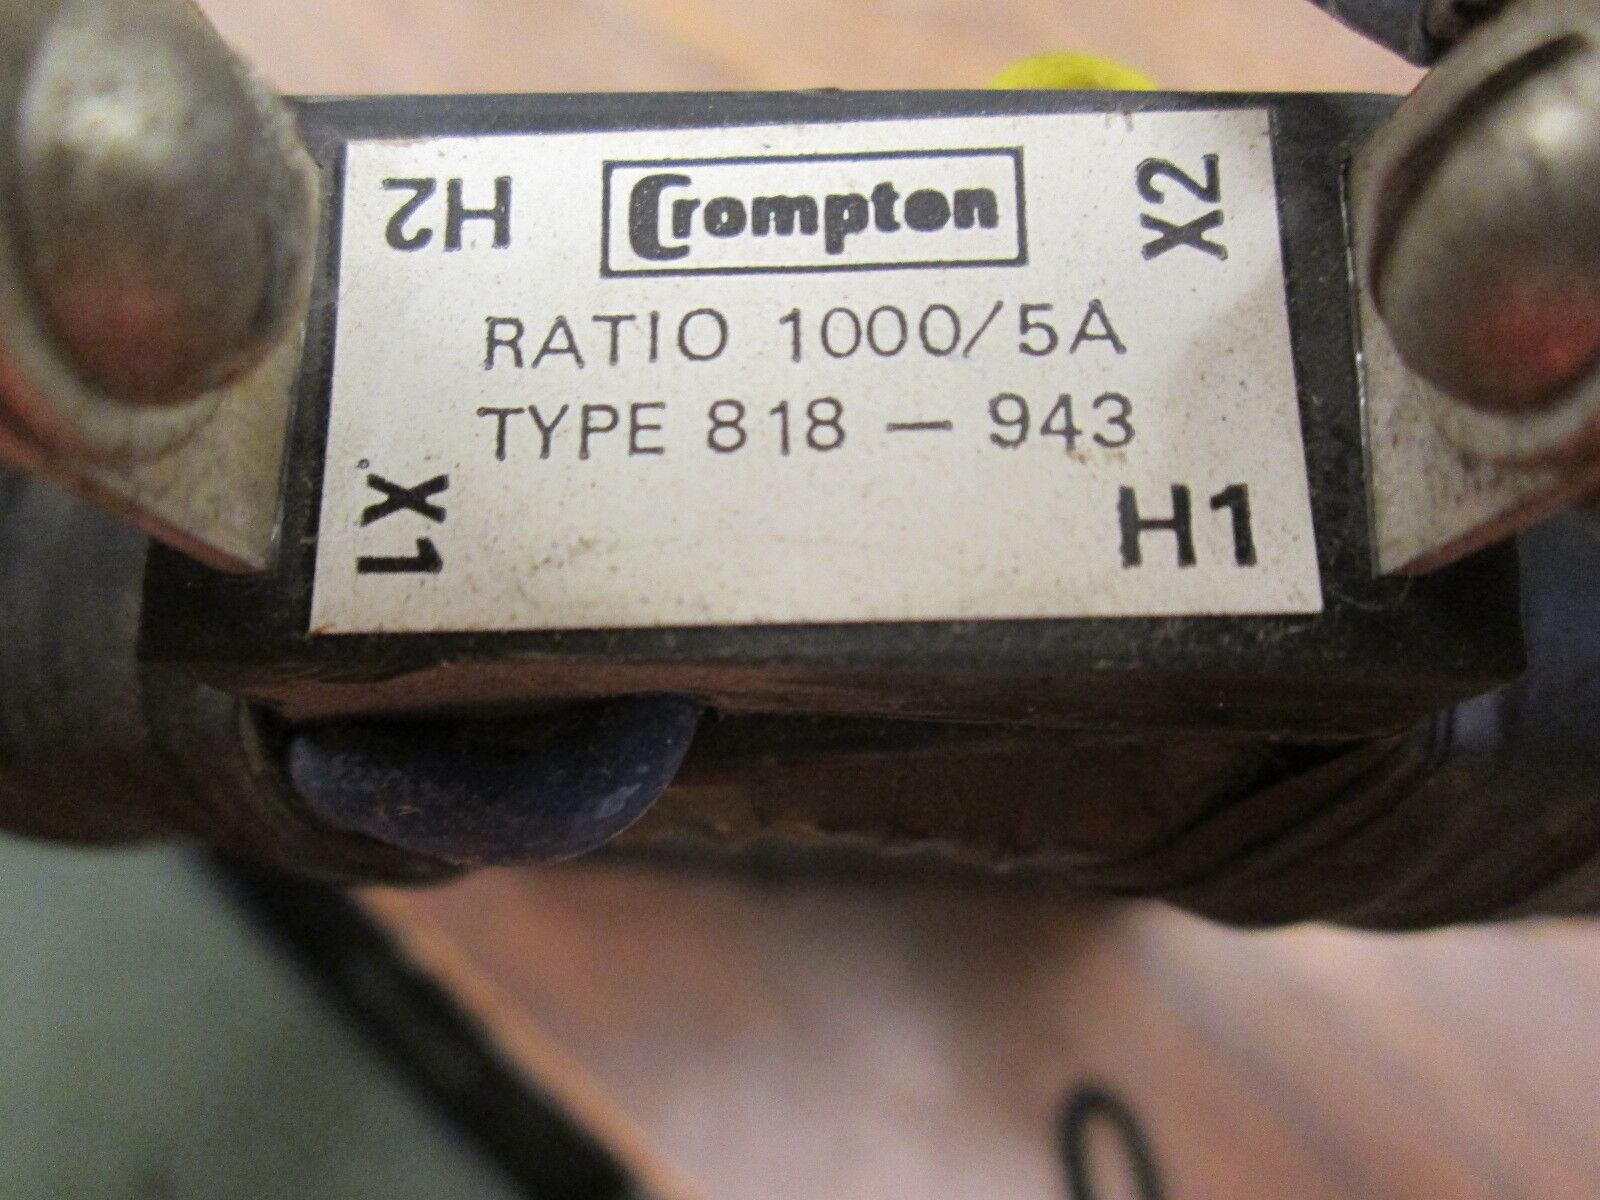 H2
Crompton
X2
RATIO 1000/5A
TYPE 818 — 943
X1
H1